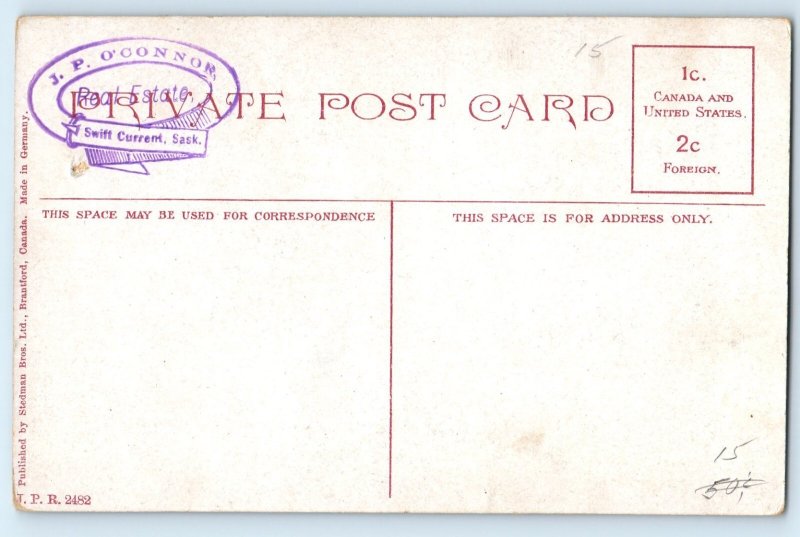 J. P. O'CONNOR,
Real Estate,
Swift Current, Sask.
PRIVATE POST CARD
15
1c.
CANADA AND
UNITED STATES.
2c
FOREIGN.
THIS SPACE MAY BE USED FOR CORRESPONDENCE
THIS SPACE IS FOR ADDRESS ONLY.
Published by Stedman Bros. Ltd., Brantford, Canada. Made in Germany.
J. P. R. 2482
15
50¢